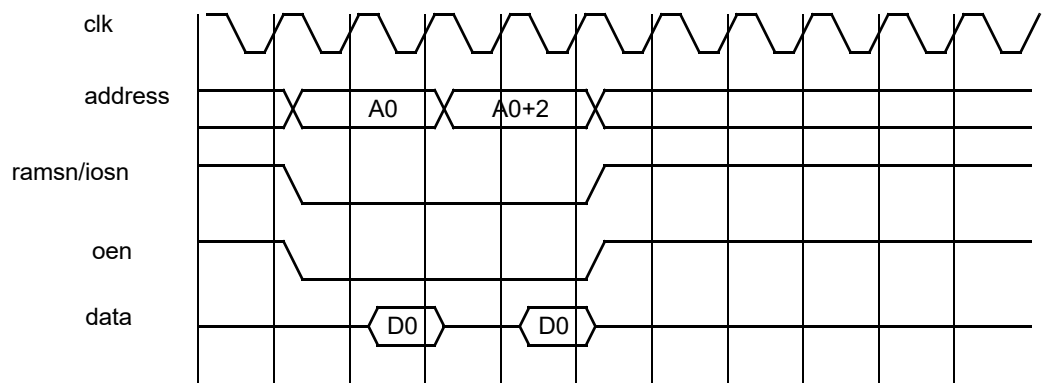 clk
address
A0
A0+2
ramsn/iosn
oen
data
D0
D0